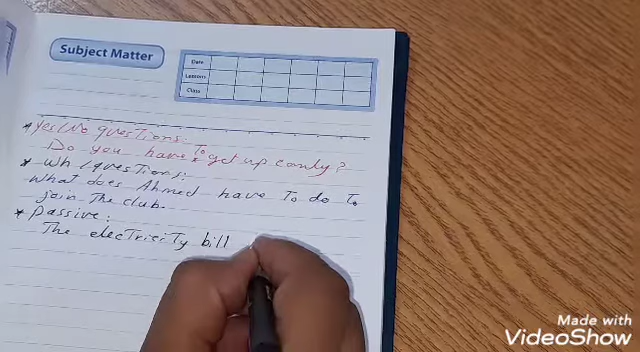 Subject Matter
Date
Lessons
Class
* Yes/No questions:
Do you have to get up early?
* Wh/questions:
What does Ahmed have To do To
join The club.
* Passive:
The elecTriciTy bill
Made with
VideoShow